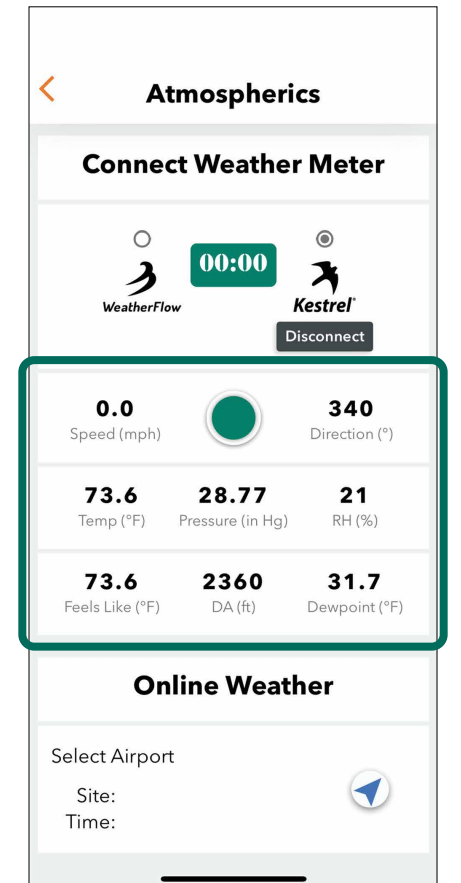 Atmospherics
Connect Weather Meter
00:00
WeatherFlow
Kestrel®
Disconnect
0.0 340
Speed (mph) Direction (°)
73.6 28.77 21
Temp (°F) Pressure (in Hg) RH (%)
73.6 2360 31.7
Feels Like (°F) DA (ft) Dewpoint (°F)
Online Weather
Select Airport
Site:
Time: